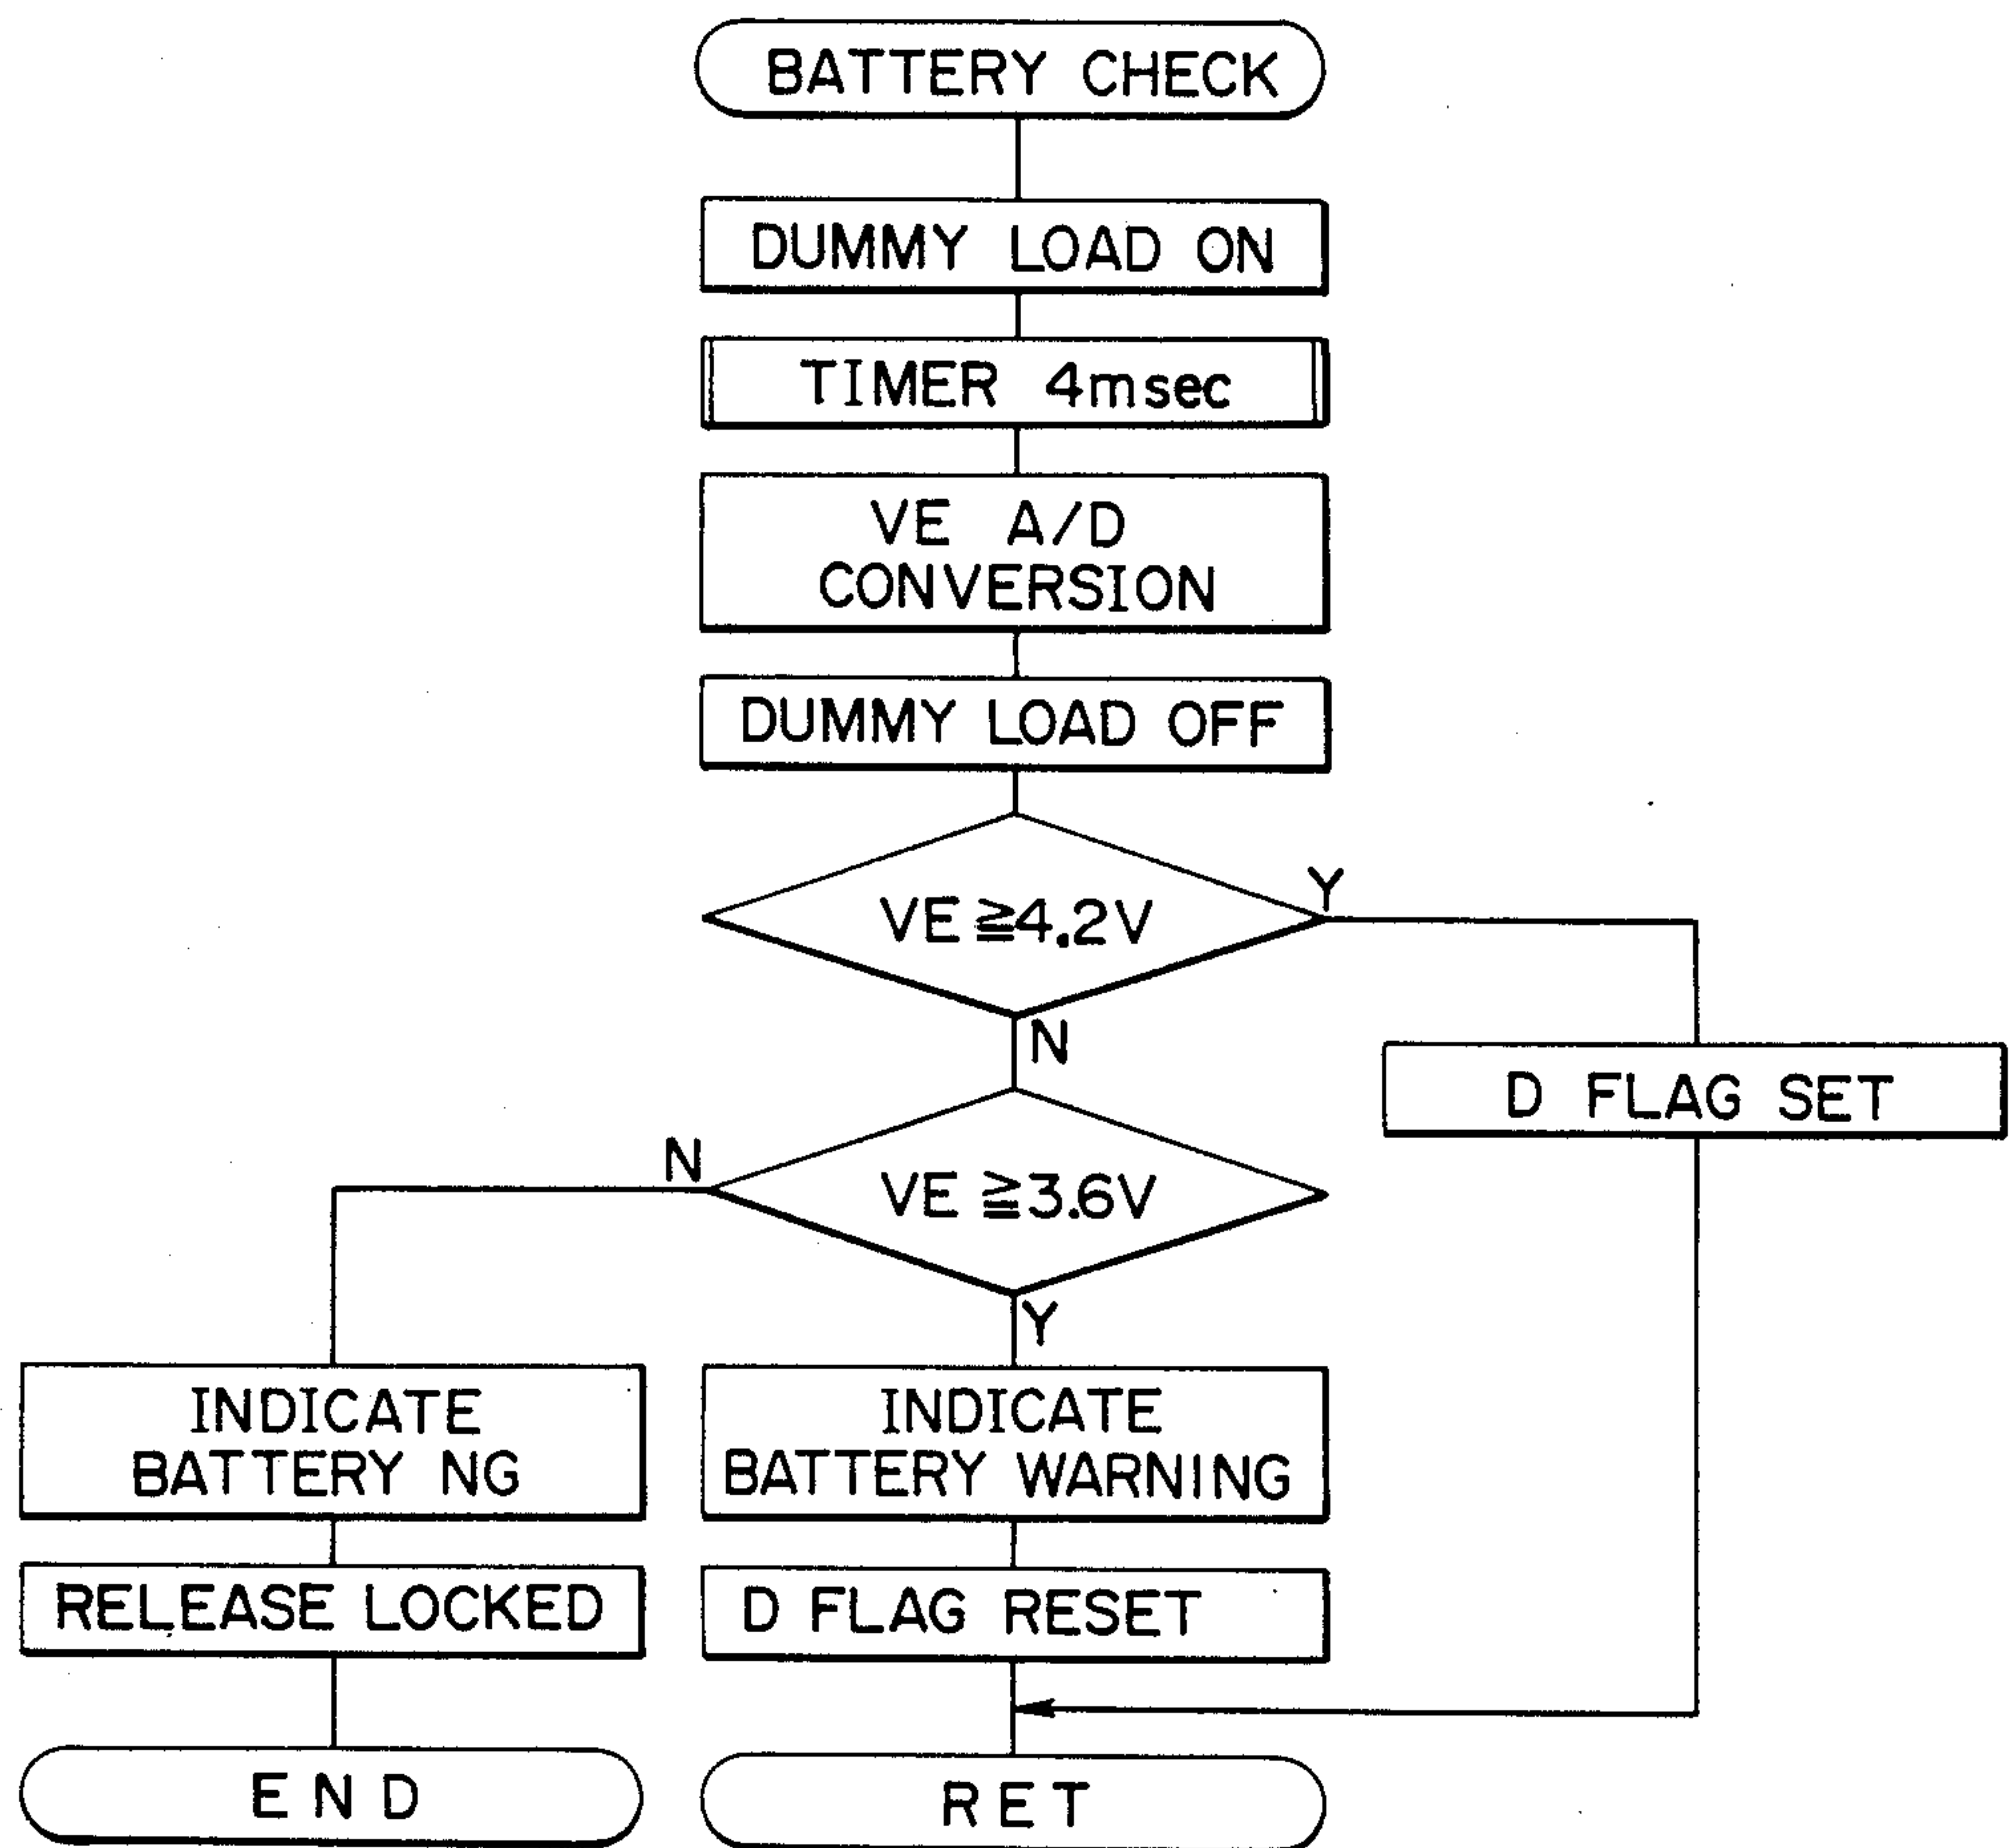 BATTERY CHECK
DUMMY LOAD ON
TIMER 4msec
VE A/D
CONVERSION
DUMMY LOAD OFF
VE ≧4.2V
Y
N
D FLAG SET
VE ≧3.6V
N
Y
INDICATE
BATTERY NG
INDICATE
BATTERY WARNING
RELEASE LOCKED
D FLAG RESET
END
RET